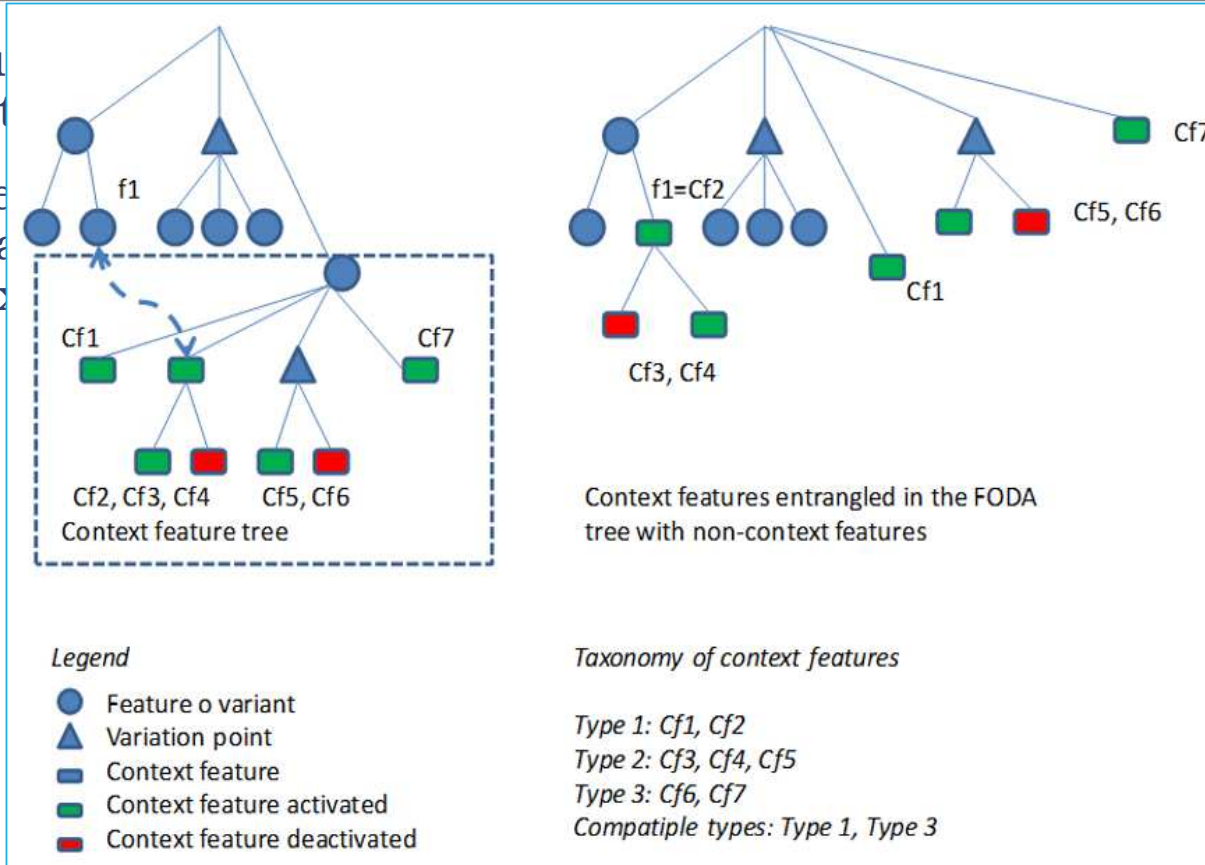 f1
Cf1
Cf7
Cf2, Cf3, Cf4
Cf5, Cf6
Context feature tree
f1=Cf2
Cf7
Cf5, Cf6
Cf1
Cf3, Cf4
Context features entrangled in the FODA
tree with non-context features
Legend
Feature o variant
Variation point
Context feature
Context feature activated
Context feature deactivated
Taxonomy of context features
Type 1: Cf1, Cf2
Type 2: Cf3, Cf4, Cf5
Type 3: Cf6, Cf7
Compatiple types: Type 1, Type 3